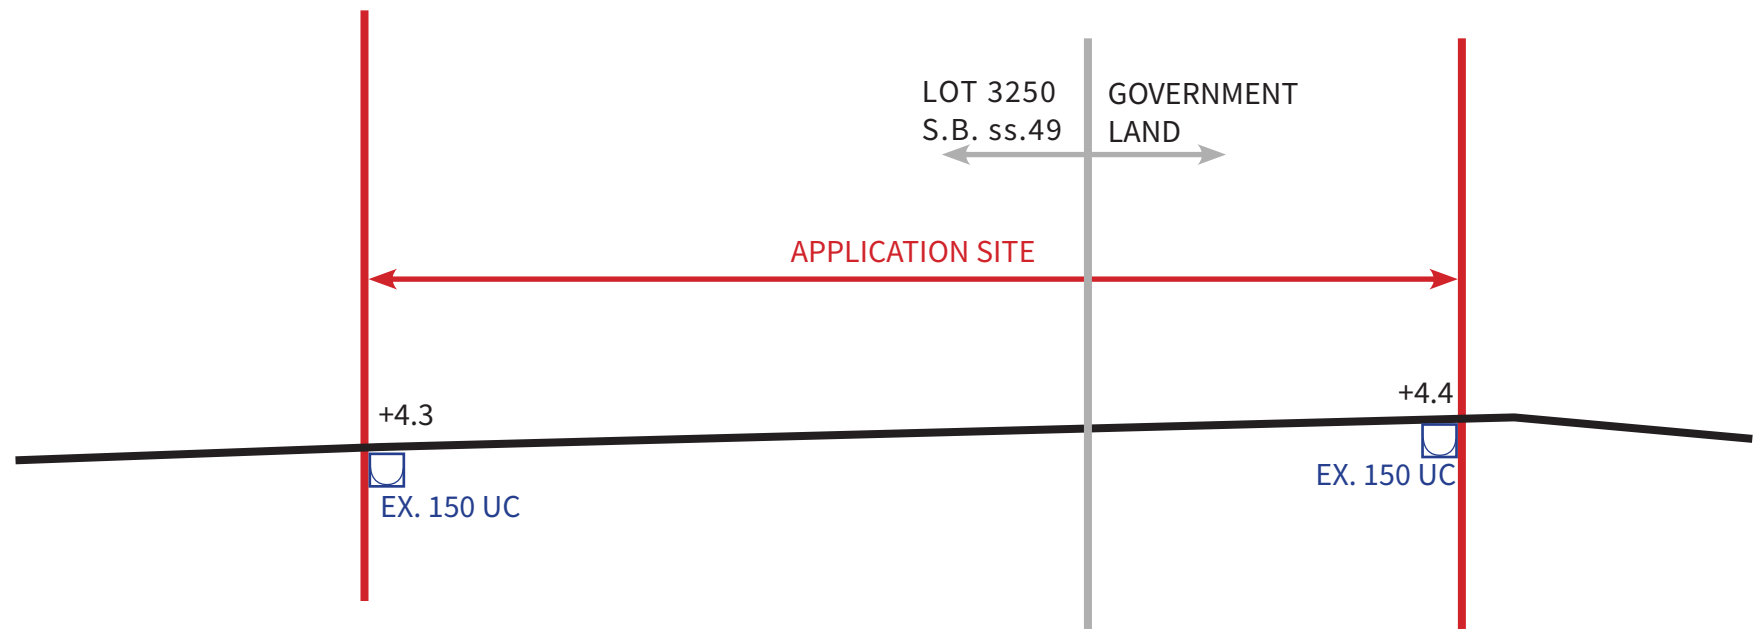 LOT 3250
S.B. ss.49
GOVERNMENT
LAND
APPLICATION SITE
+4.3
+4.4
EX. 150 UC
EX. 150 UC